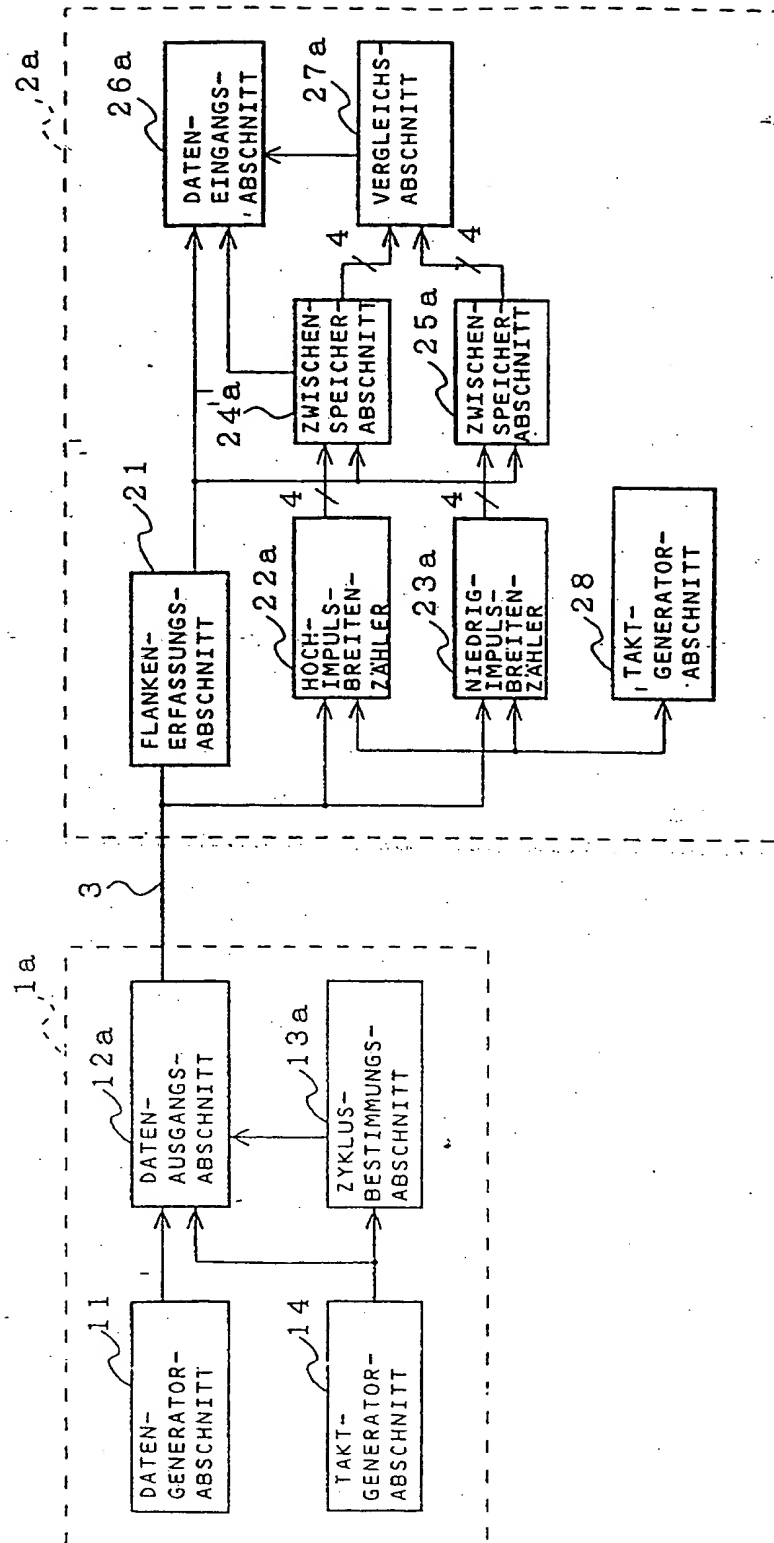 1a
11
DATEN-
GENERATOR-
ABSCHNITT
12a
DATEN-
AUSGANGS-
ABSCHNITT
14
TAKT-
GENERATOR-
ABSCHNITT
13a
ZYKLUS-
BESTIMMUNGS-
ABSCHNITT
3
2a
21
FLANKEN-
ERFASSUNGS-
ABSCHNITT
26a
DATEN-
EINGANGS-
ABSCHNITT
22a
HOCH-
IMPULS-
BREITEN-
ZÄHLER
4
24a
ZWISCHEN-
SPEICHER-
ABSCHNITT
4
27a
VERGLEICHS-
ABSCHNITT
23a
NIEDRIG-
IMPULS-
BREITEN-
ZÄHLER
4
25a
ZWISCHEN-
SPEICHER-
ABSCHNITT
4
28
TAKT-
GENERATOR-
ABSCHNITT